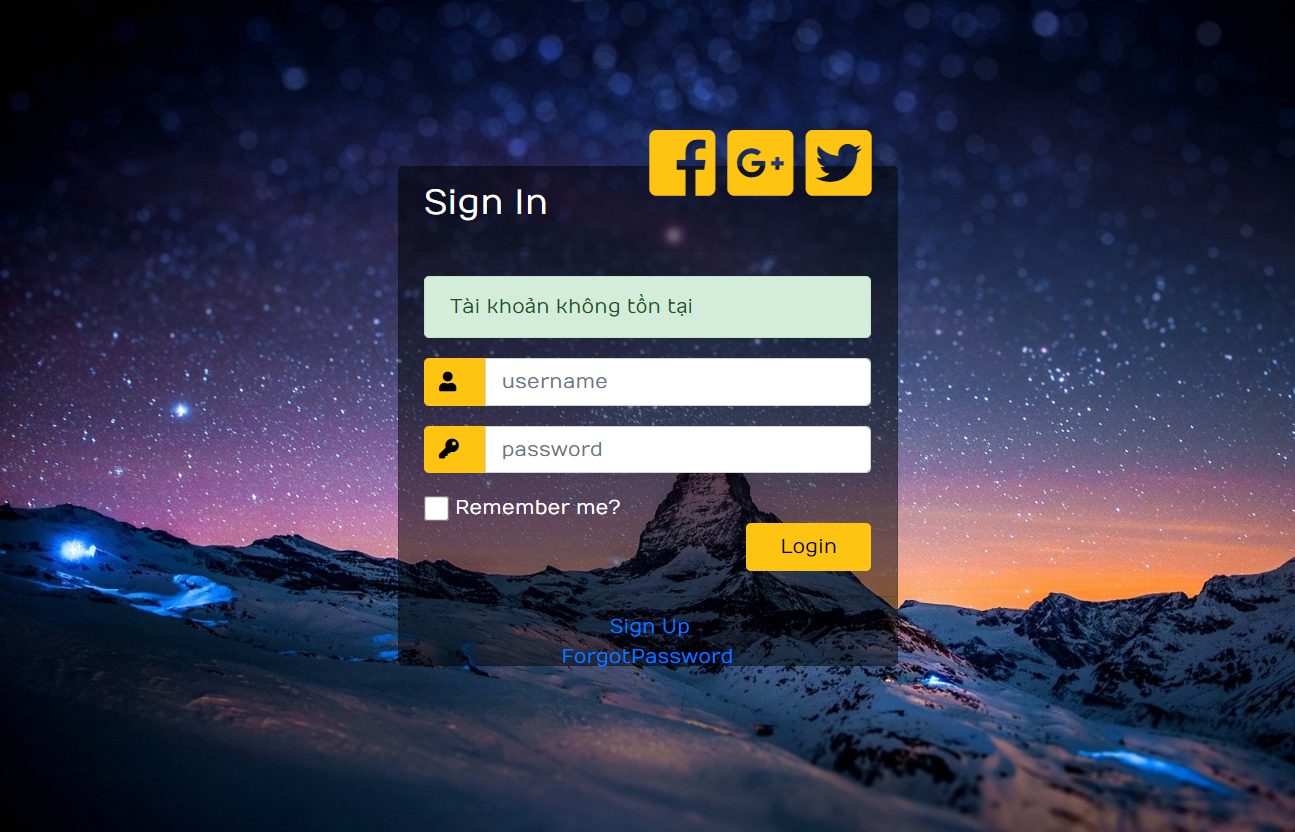 Sign In
G+
Tài khoản không tồn tại
username
password
Remember me?
Login
Sign Up
ForgotPassword